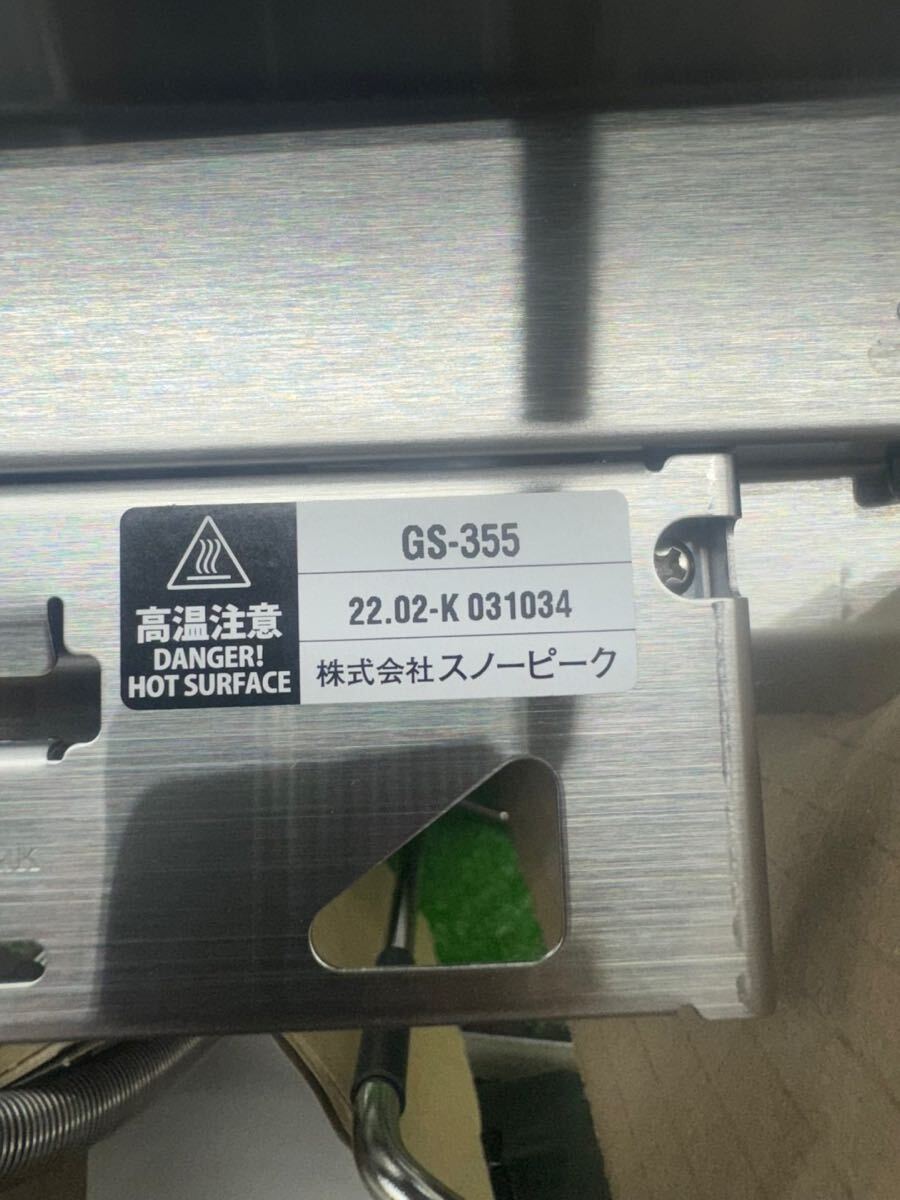 GS-355
22.02-K 031034
株式会社スノーピーク
高温注意
DANGER!
HOT SURFACE